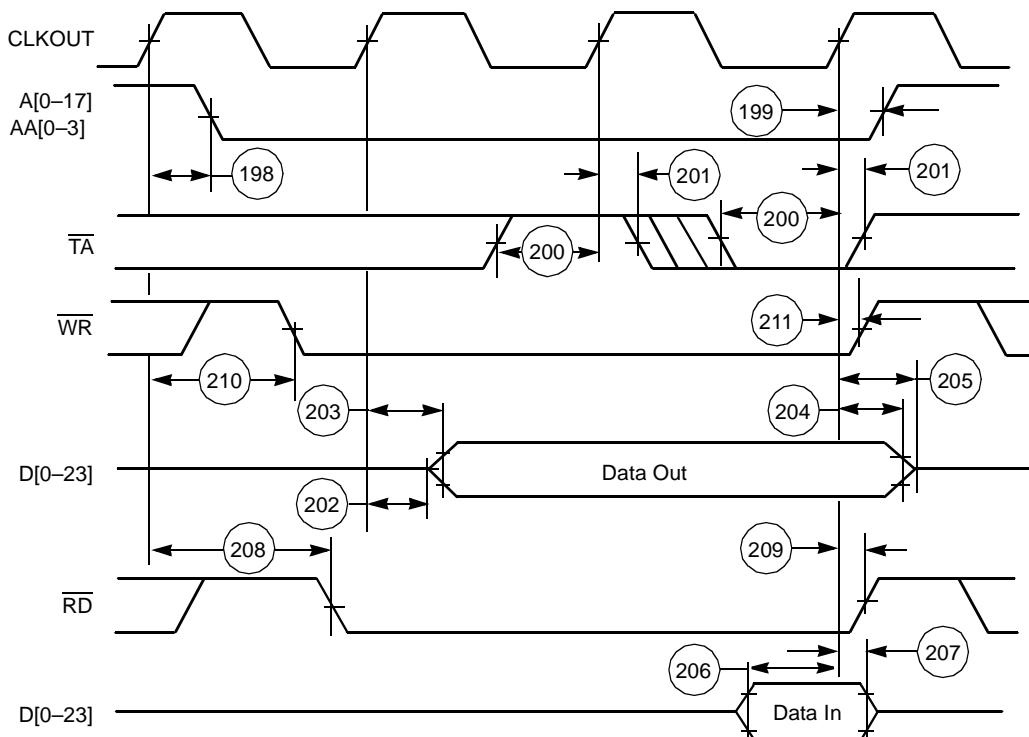 CLKOUT
A[0–17]
AA[0–3]
199
198
201
201
200
200
TA
WR
211
210
205
203
204
D[0–23]
Data Out
202
208
209
RD
206
207
D[0–23]
Data In